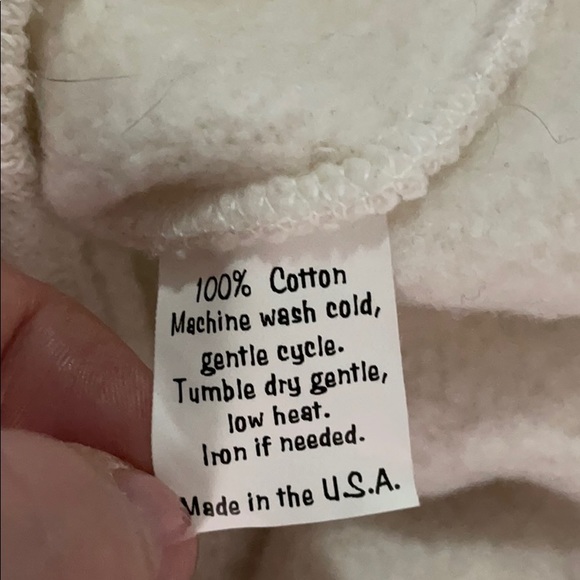 100% Cotton
Machine wash cold,
gentle cycle.
Tumble dry gentle,
low heat.
Iron if needed.
Made in the U.S.A.